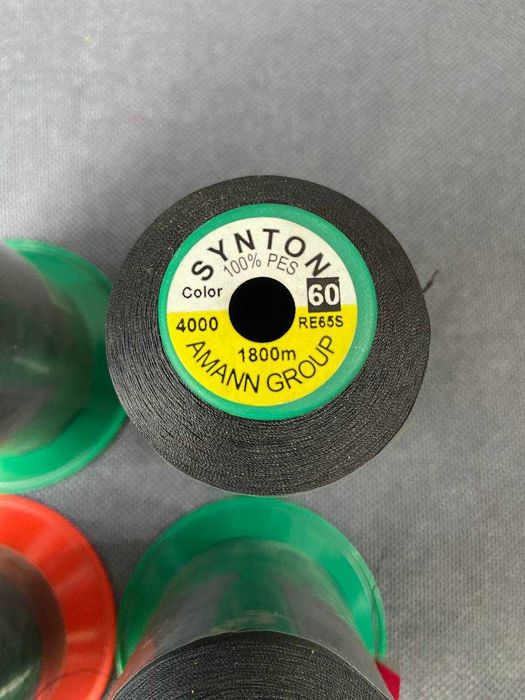 SYNTON
100% PES
Color 60
4000 RE65S
1800m
AMANN GROUP